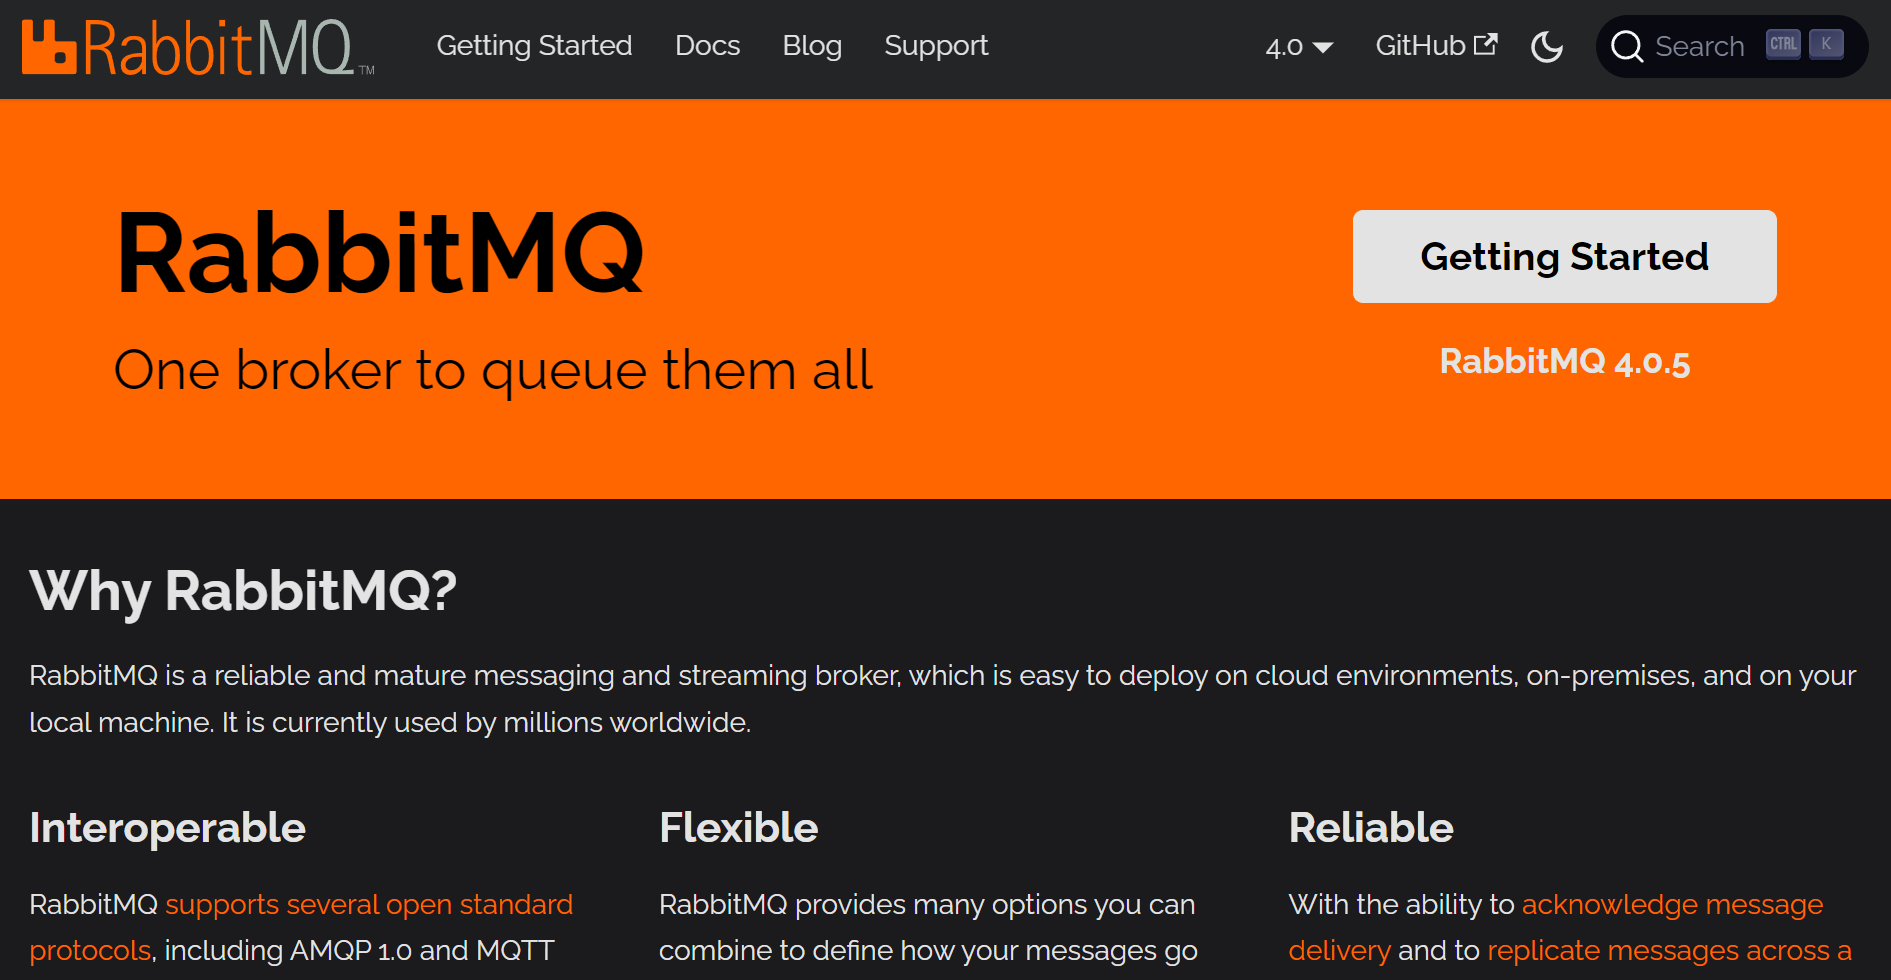 RabbitMQ™
Getting Started
Docs
Blog
Support
4.0
GitHub
Search
CTRL
K
RabbitMQ
One broker to queue them all
Getting Started
RabbitMQ 4.0.5
Why RabbitMQ?
RabbitMQ is a reliable and mature messaging and streaming broker, which is easy to deploy on cloud environments, on-premises, and on your
local machine. It is currently used by millions worldwide.
Interoperable
RabbitMQ supports several open standard
protocols, including AMQP 1.0 and MQTT
Flexible
RabbitMQ provides many options you can
combine to define how your messages go
Reliable
With the ability to acknowledge message
delivery and to replicate messages across a